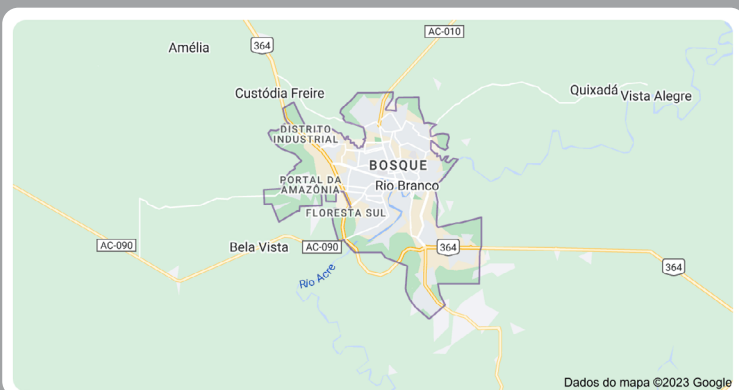 AC-010
Amélia
364
Custódia Freire
Quixadá
Vista Alegre
DISTRITO
INDUSTRIAL
BOSQUE
PORTAL DA
AMAZÔNIA
Rio Branco
FLORESTA SUL
AC-090
Bela Vista
AC-090
364
364
Rio Acre
Dados do mapa ©2023 Google